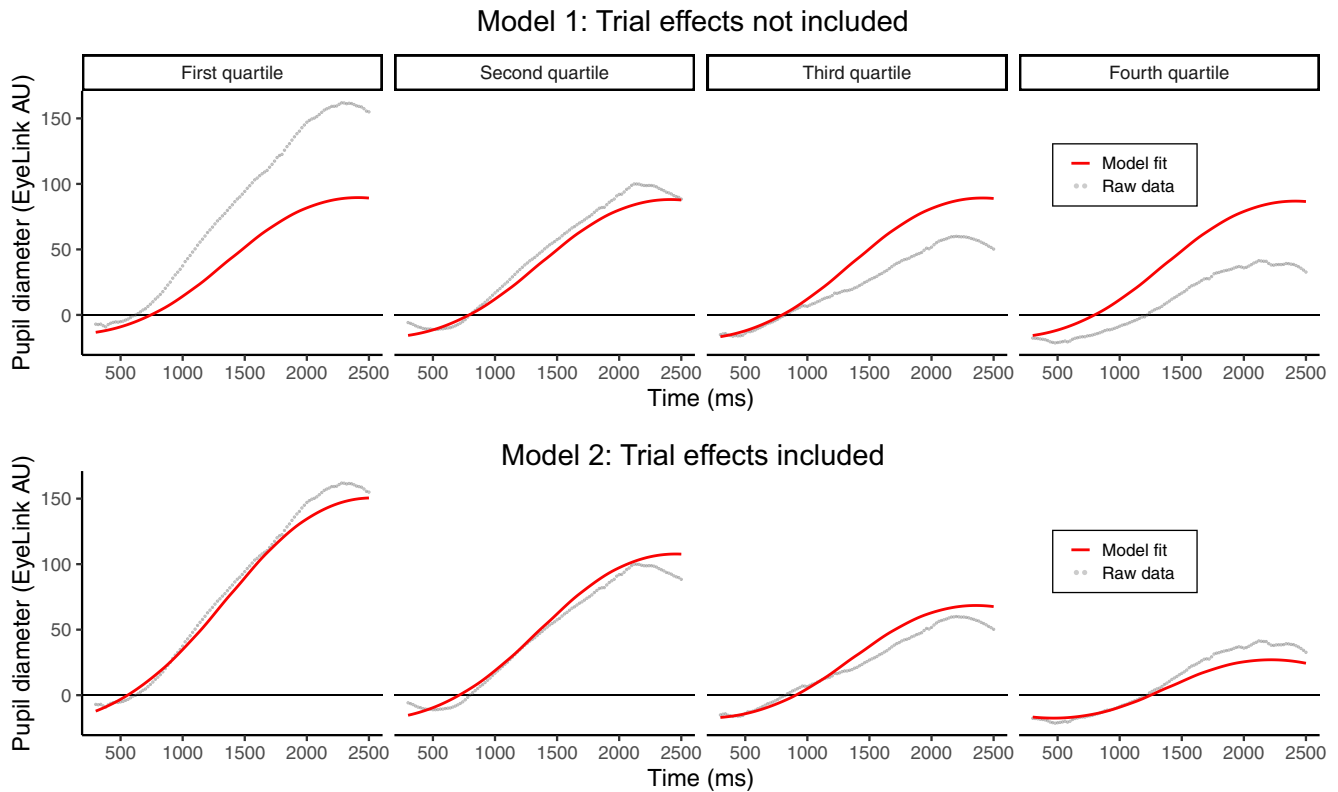 Model 1: Trial effects not included
First quartile Second quartile Third quartile Fourth quartile
Pupil diameter (EyeLink AU)
150
100
50
0
Model fit
Raw data
500 1000 1500 2000 2500 500 1000 1500 2000 2500 500 1000 1500 2000 2500 500 1000 1500 2000 2500
Time (ms)
Model 2: Trial effects included
Pupil diameter (EyeLink AU)
150
100
50
0
Model fit
Raw data
500 1000 1500 2000 2500 500 1000 1500 2000 2500 500 1000 1500 2000 2500 500 1000 1500 2000 2500
Time (ms)